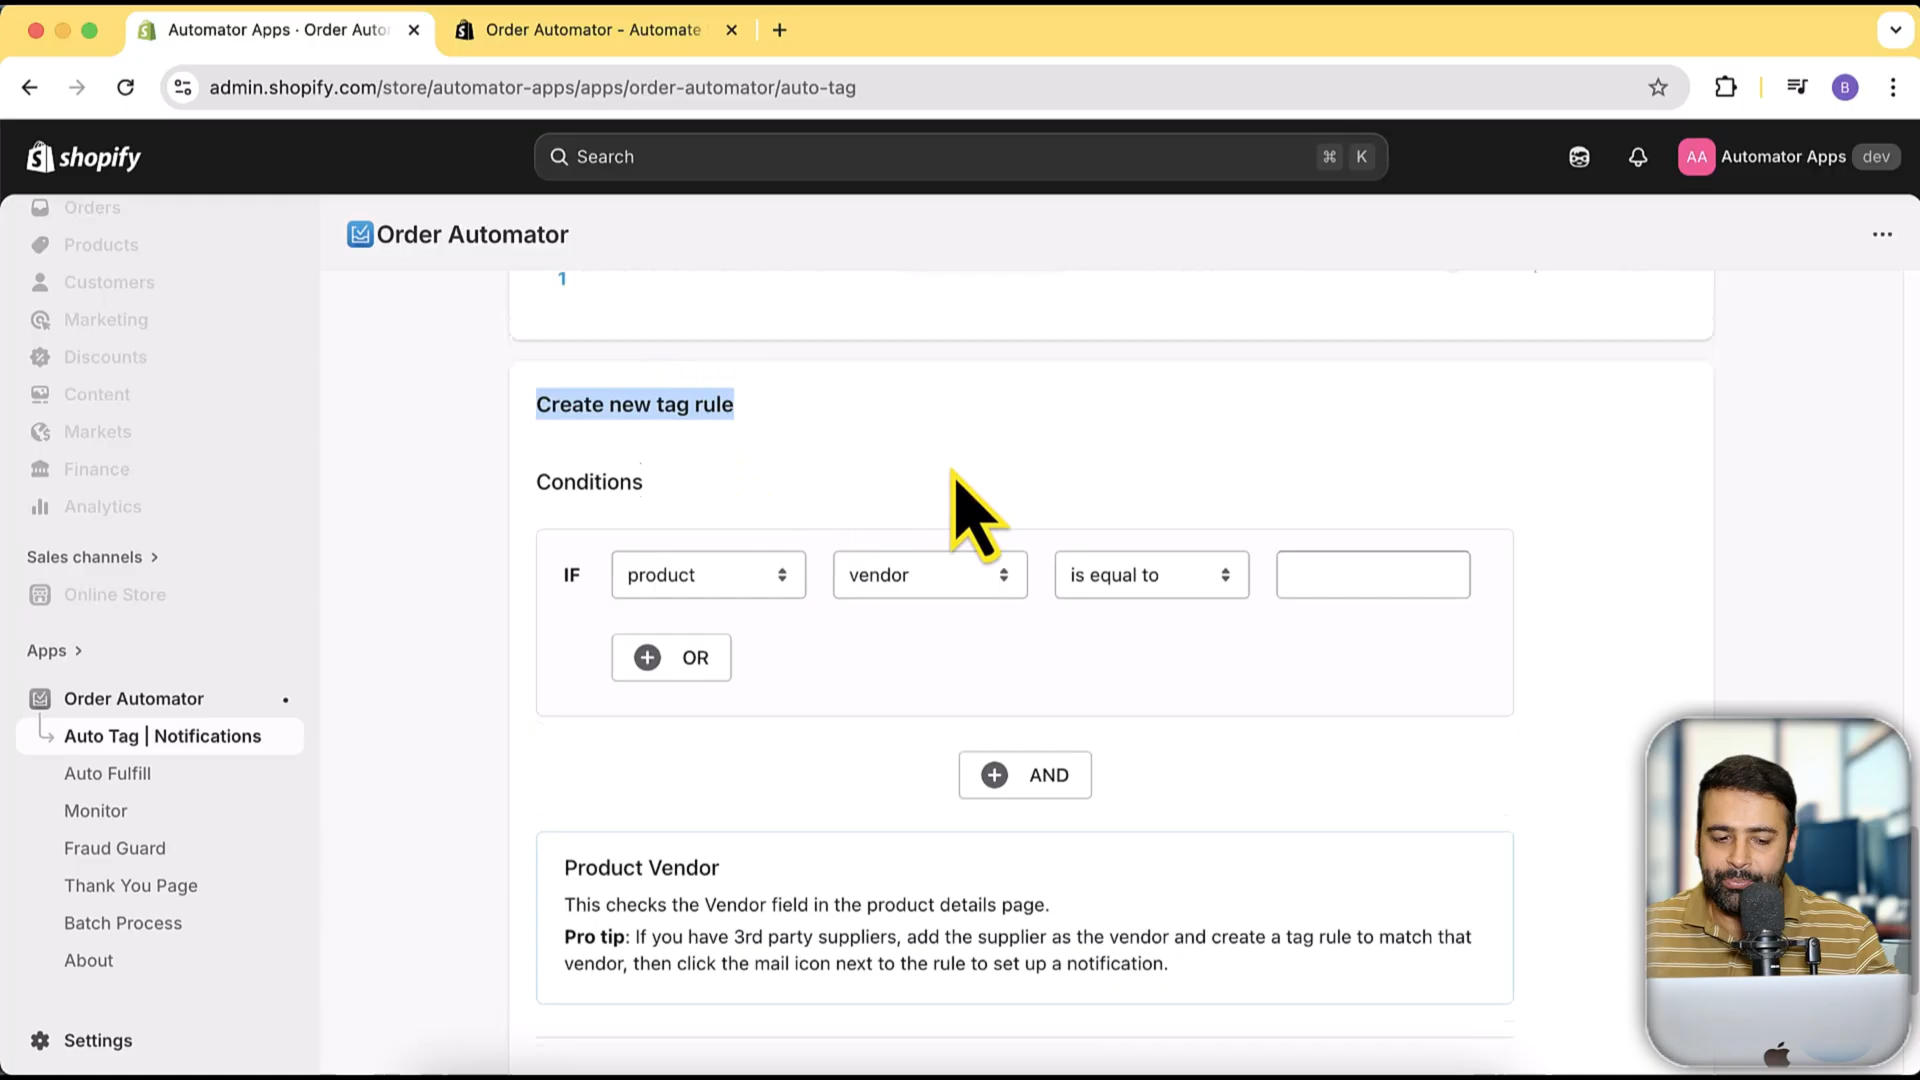 Automator Apps · Order Auto
Order Automator - Automate
admin.shopify.com/store/automator-apps/apps/order-automator/auto-tag
B
shopify
Search
⌘ K
AA
Automator Apps
dev
Orders
Products
Customers
Marketing
Discounts
Content
Markets
Finance
Analytics
Sales channels
Online Store
Apps
Order Automator
Auto Tag | Notifications
Auto Fulfill
Monitor
Fraud Guard
Thank You Page
Batch Process
About
Settings
Order Automator
1
Create new tag rule
Conditions
IF product vendor is equal to
OR
AND
Product Vendor
This checks the Vendor field in the product details page.
Pro tip: If you have 3rd party suppliers, add the supplier as the vendor and create a tag rule to match that
vendor, then click the mail icon next to the rule to set up a notification.